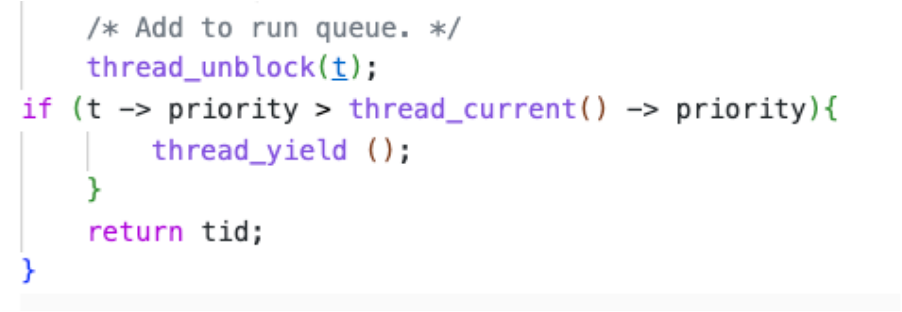 /* Add to run queue. */
thread_unblock(t);
if (t -> priority > thread_current() -> priority){
thread_yield ();
}
return tid;
}